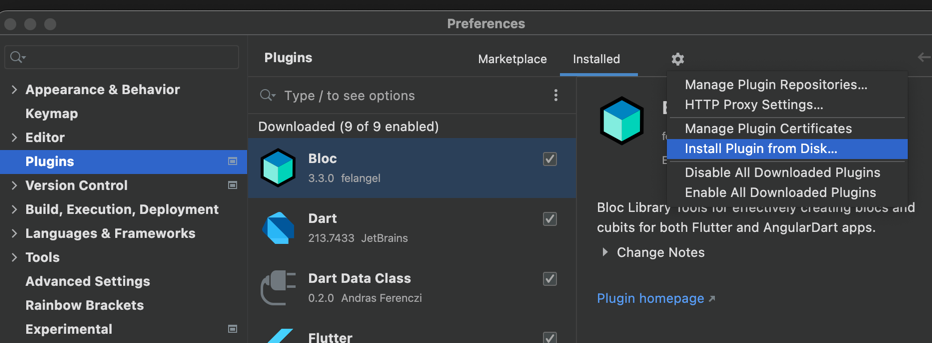 Preferences
Appearance & Behavior
Keymap
Editor
Plugins
Version Control
Build, Execution, Deployment
Languages & Frameworks
Tools
Advanced Settings
Rainbow Brackets
Experimental
Plugins
Marketplace
Installed
Type / to see options
Downloaded (9 of 9 enabled)
Bloc
3.3.0 felangel
Dart
213.7433 JetBrains
Dart Data Class
0.2.0 Andras Ferenczi
Flutter
Manage Plugin Repositories...
HTTP Proxy Settings...
Manage Plugin Certificates
Install Plugin from Disk...
Disable All Downloaded Plugins
Enable All Downloaded Plugins
Bloc Library Tools for effectively creating blocs and
cubits for both Flutter and AngularDart apps.
Change Notes
Plugin homepage ↗